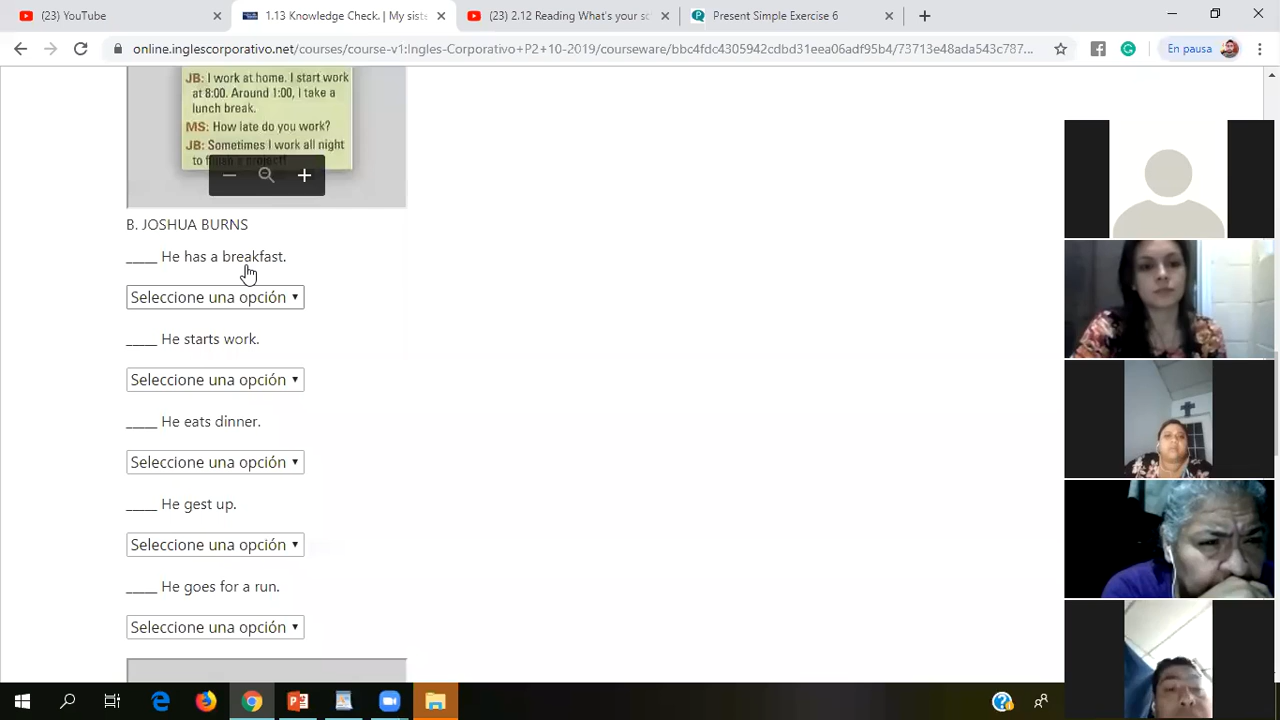 (23) YouTube
1.13 Knowledge Check. | My siste
(23) 2.12 Reading What's your sc
Present Simple Exercise 6
online.inglescorporativo.net/courses/course-v1:Ingles-Corporativo+P2+10-2019/courseware/bbc4fdc4305942cdbd31eea06adf95b4/73713e48ada543c787...
En pausa
JB: I work at home. I start work
at 8:00. Around 1:00, I take a
lunch break.
MS: How late do you work?
JB: Sometimes I work all night
to finish a project!
B. JOSHUA BURNS
_____ He has a breakfast.
Seleccione una opción
_____ He starts work.
Seleccione una opción
_____ He eats dinner.
Seleccione una opción
_____ He gest up.
Seleccione una opción
_____ He goes for a run.
Seleccione una opción